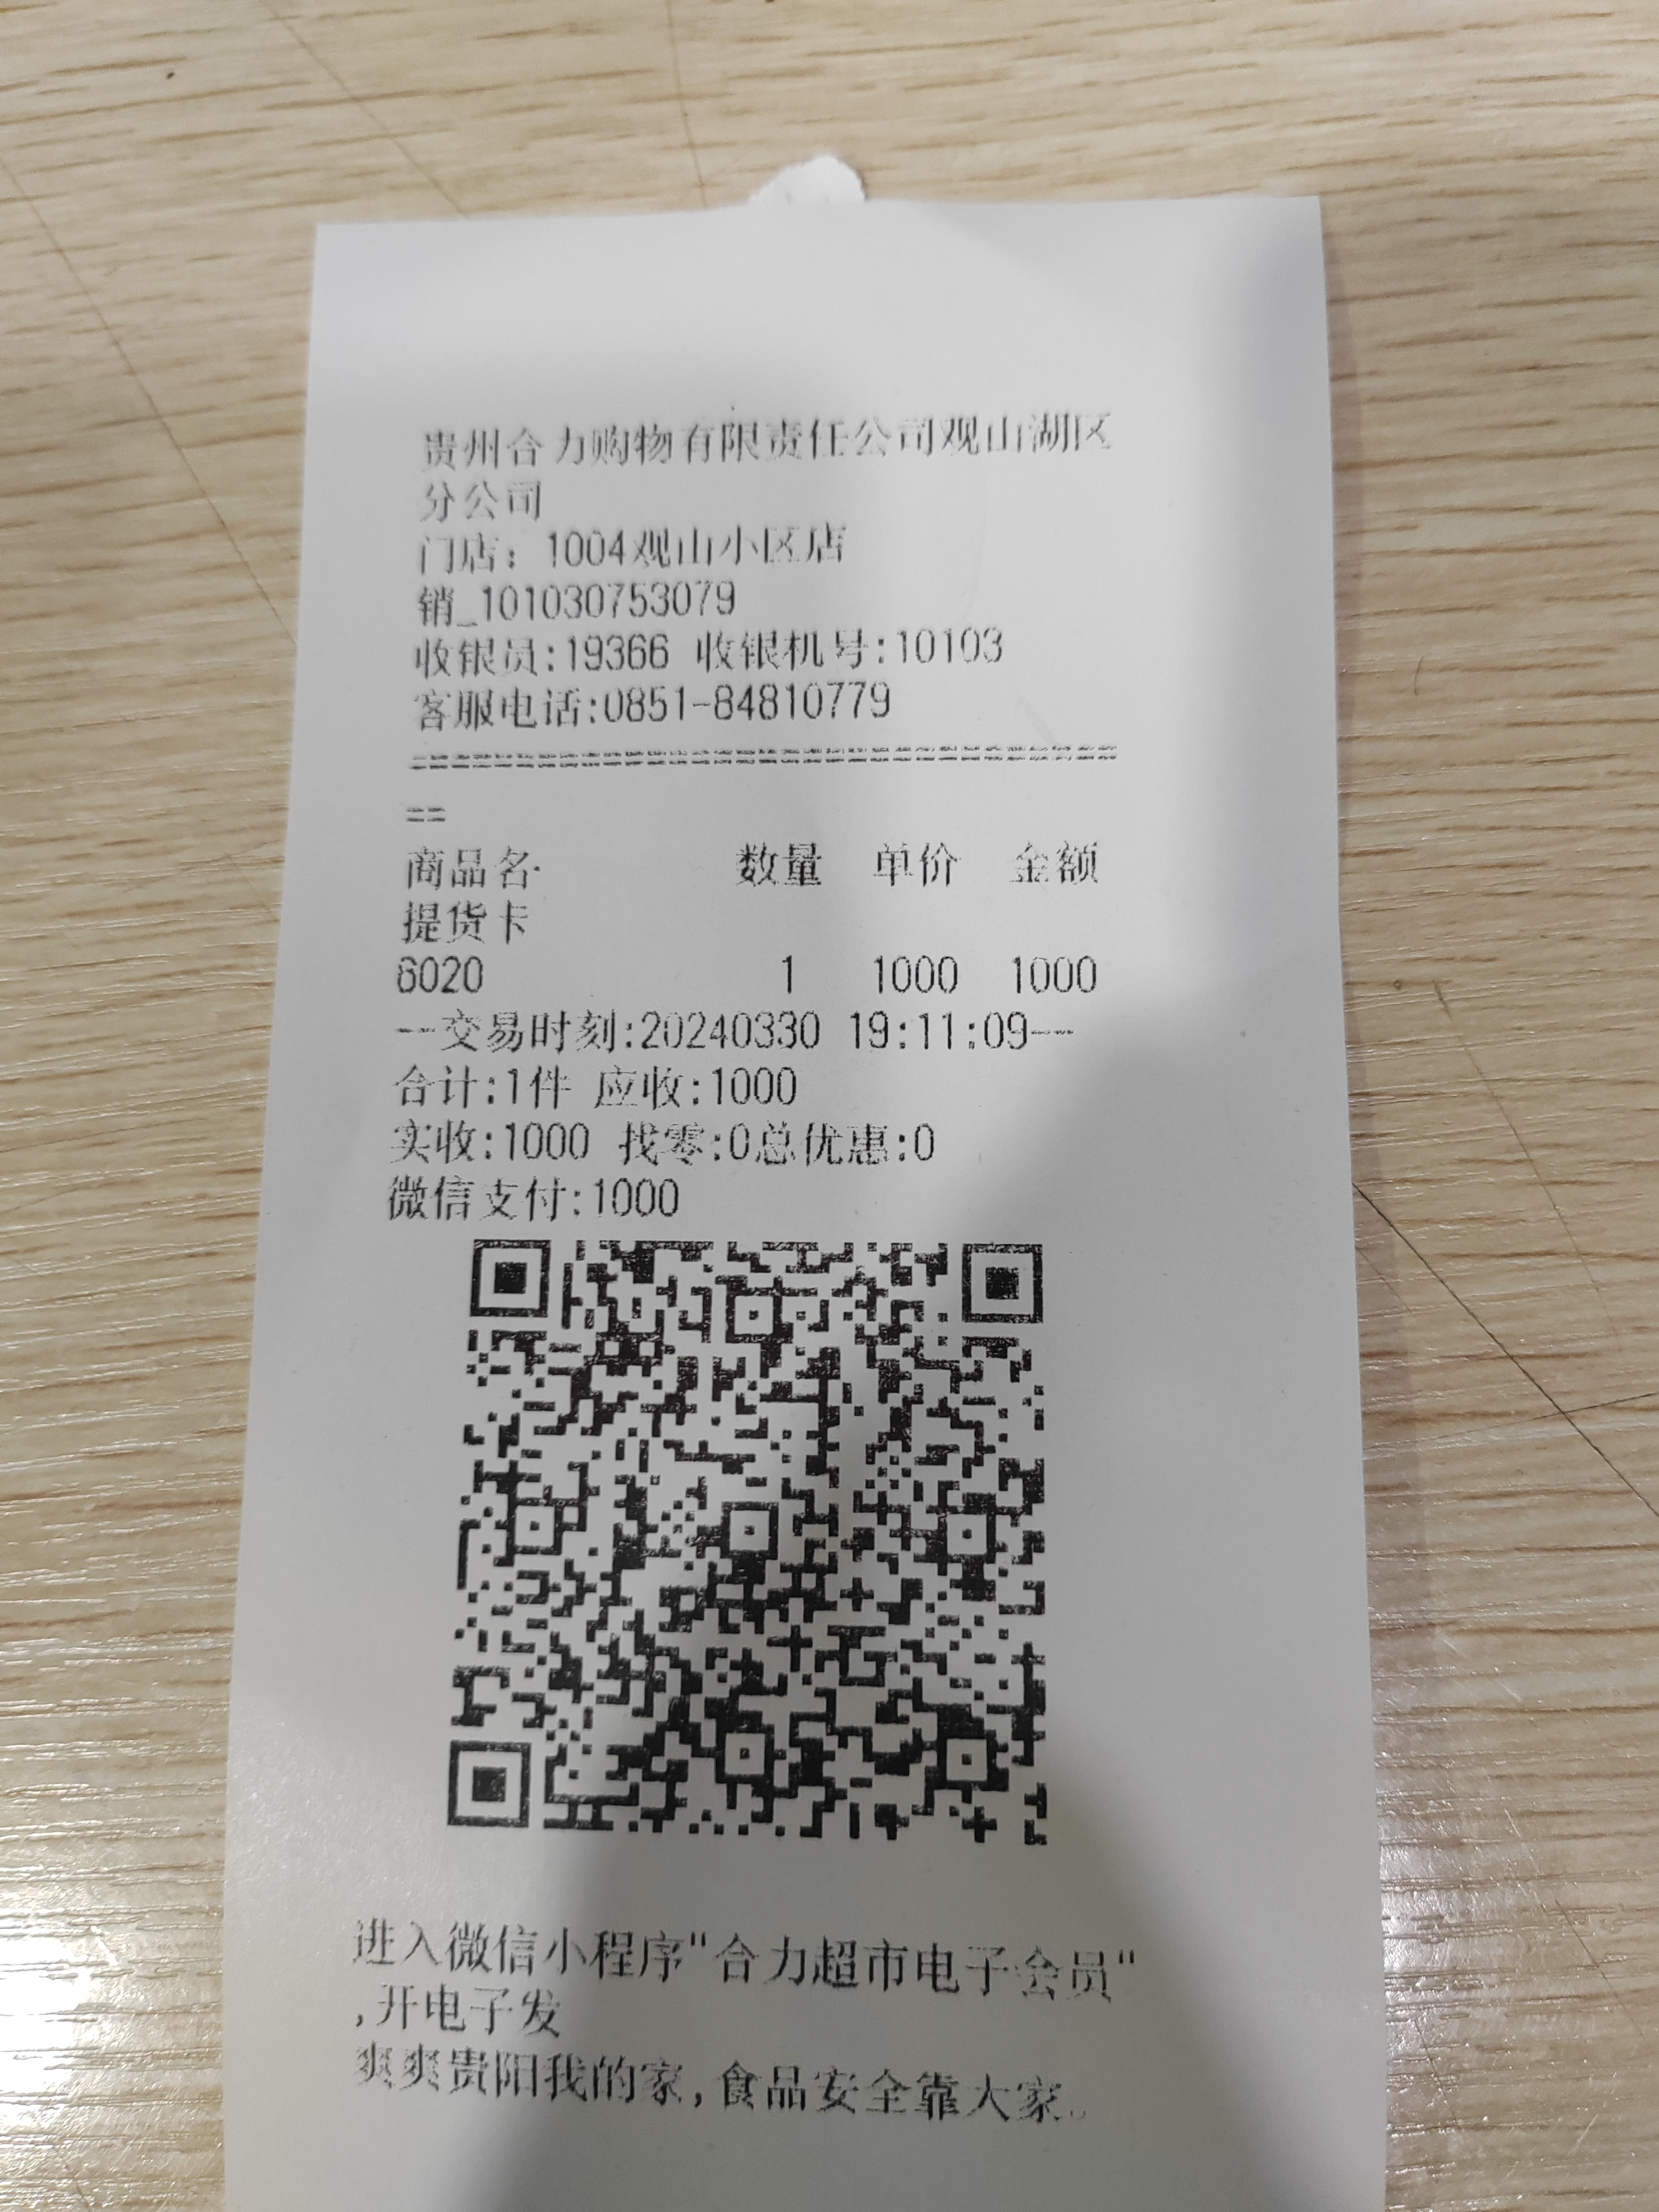 贵州合力购物有限责任公司观山湖区
分公司
门店：1004观山小区店
销_101030753079
收银员:19366 收银机号:10103
客服电话:0851-84810779
================================================
==
商品名 数量 单价 金额
提货卡
6020 1 1000 1000
--交易时刻:20240330 19:11:09--
合计:1件 应收:1000
实收:1000 找零:0总优惠:0
微信支付:1000
进入微信小程序"合力超市电子会员"
,开电子发
爽爽贵阳我的家,食品安全靠大家。